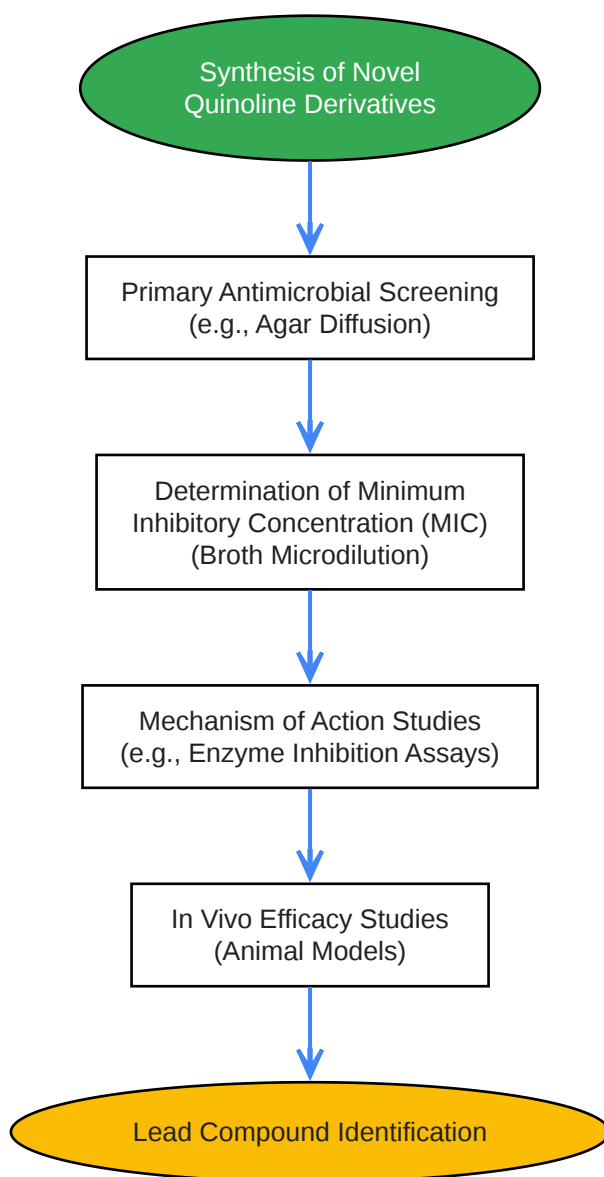 Synthesis of Novel
Quinoline Derivatives
Primary Antimicrobial Screening
(e.g., Agar Diffusion)
Determination of Minimum
Inhibitory Concentration (MIC)
(Broth Microdilution)
Mechanism of Action Studies
(e.g., Enzyme Inhibition Assays)
In Vivo Efficacy Studies
(Animal Models)
Lead Compound Identification